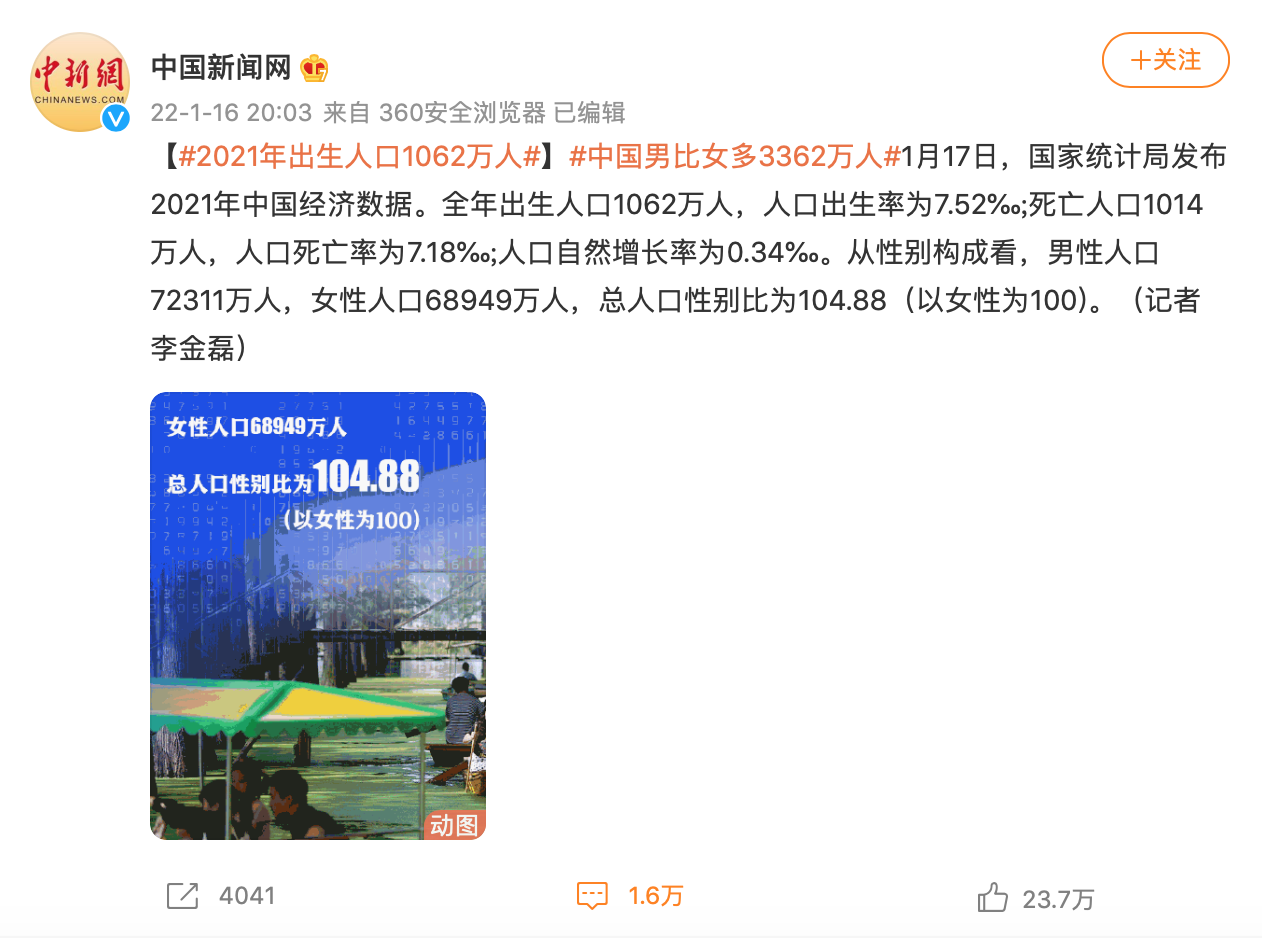 中新網
CHINANEWS.COM
中国新闻网
＋关注
22-1-16 20:03 来自 360安全浏览器 已编辑
【#2021年出生人口1062万人#】#中国男比女多3362万人#1月17日，国家统计局发布
2021年中国经济数据。全年出生人口1062万人，人口出生率为7.52‰;死亡人口1014
万人，人口死亡率为7.18‰;人口自然增长率为0.34‰。从性别构成看，男性人口
72311万人，女性人口68949万人，总人口性别比为104.88（以女性为100)。（记者
李金磊）
女性人口68949万人
总人口性别比为104.88
(以女性为100)
动图
4041
1.6万
23.7万